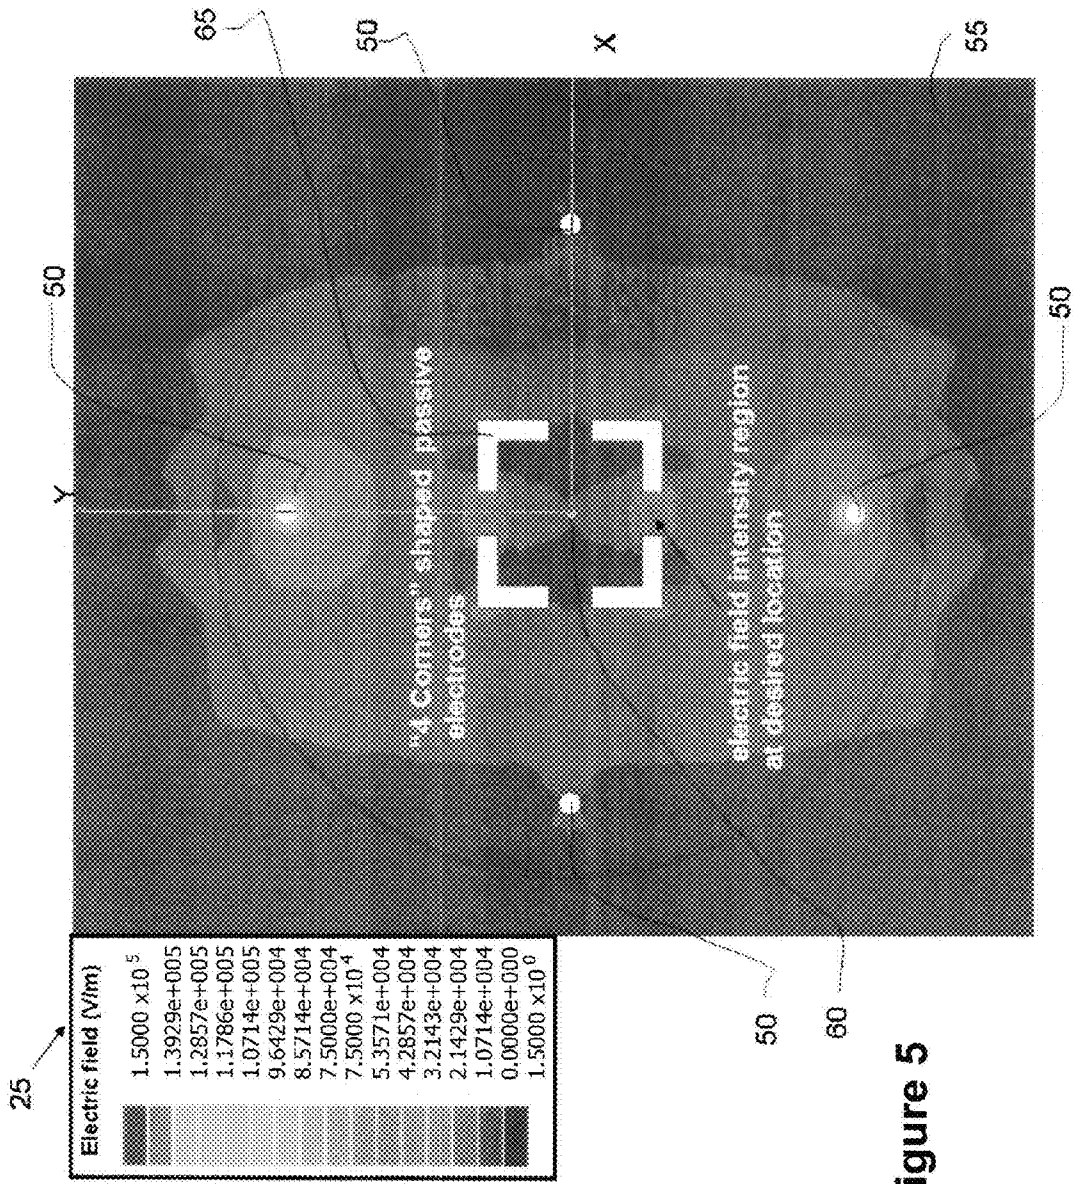 25
Electric field (V/m)
1.5000 x10 5
1.3929e+005
1.2857e+005
1.1786e+005
1.0714e+005
9.6429e+004
8.5714e+004
7.5000e+004
7.5000 x10 4
5.3571e+004
4.2857e+004
3.2143e+004
2.1429e+004
1.0714e+004
0.0000e+000
1.5000 x10 0
Y
50
65
50
X
"4 Corners" shaped passive
electrodes
electric field intensity region
at desired location
50
60
50
55
igure 5